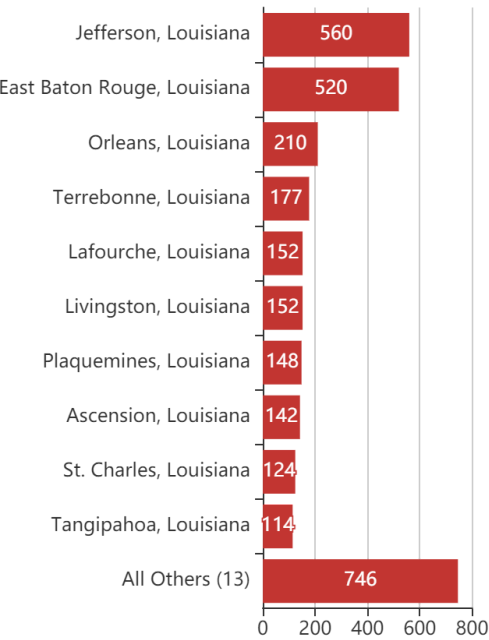 Jefferson, Louisiana 560
East Baton Rouge, Louisiana 520
Orleans, Louisiana 210
Terrebonne, Louisiana 177
Lafourche, Louisiana 152
Livingston, Louisiana 152
Plaquemines, Louisiana 148
Ascension, Louisiana 142
St. Charles, Louisiana 124
Tangipahoa, Louisiana 114
All Others (13) 746
0 200 400 600 800